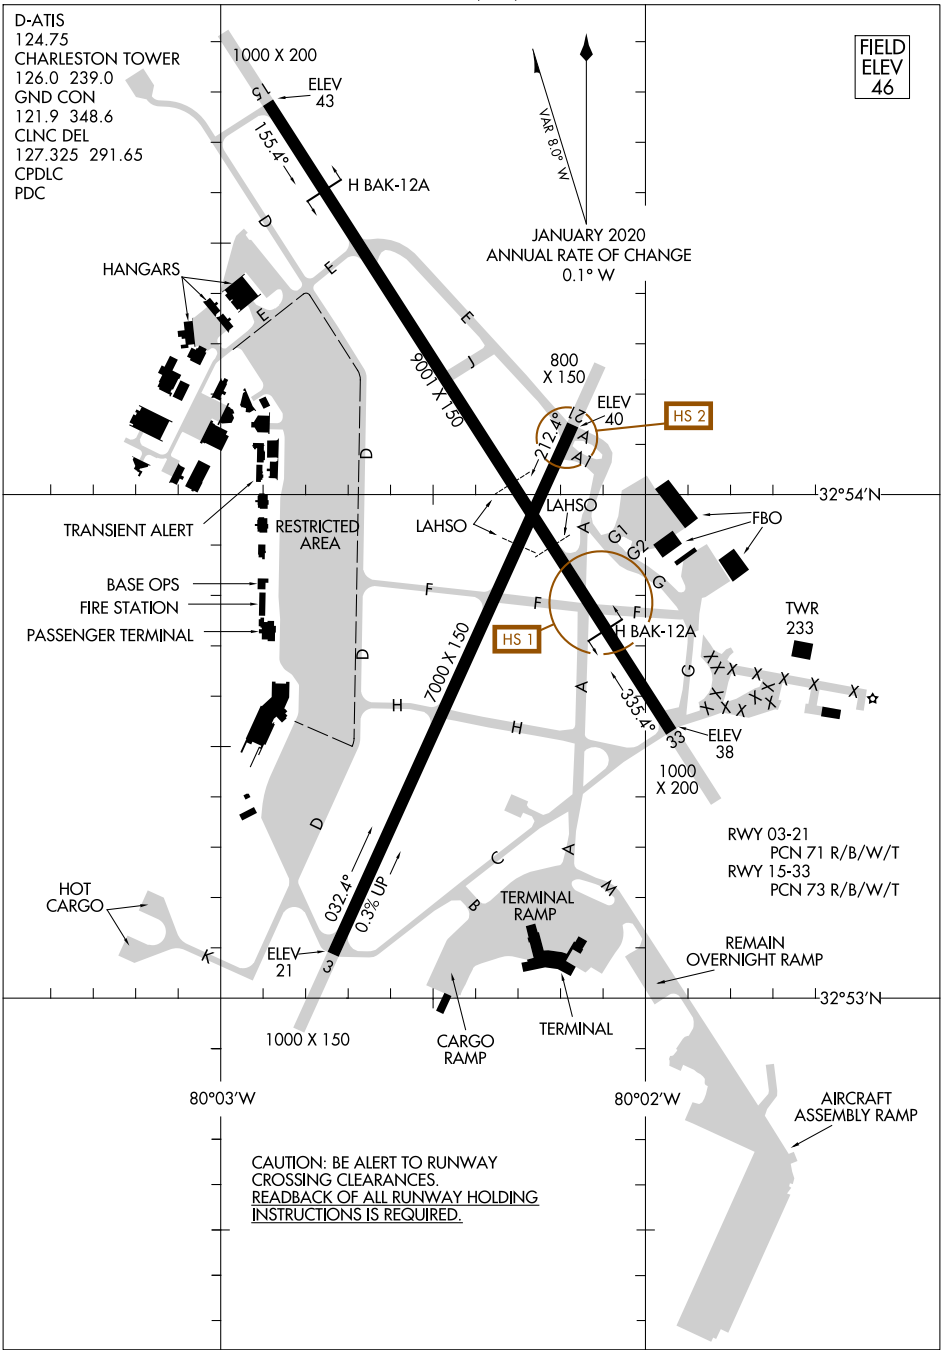 D-ATIS
124.75
CHARLESTON TOWER
126.0 239.0
GND CON
121.9 348.6
CLNC DEL
127.325 291.65
CPDLC
PDC
FIELD
ELEV
46
1000 X 200
15
ELEV
43
155.4°
H BAK-12A
VAR 8.0° W
JANUARY 2020
ANNUAL RATE OF CHANGE
0.1° W
D
E
HANGARS
E
E
J
9001 X 150
800
X 150
21
ELEV
40
HS 2
212.4°
A
A1
D
32°54'N
TRANSIENT ALERT
RESTRICTED
AREA
LAHSO
LAHSO
A
G1
G2
G
FBO
BASE OPS
FIRE STATION
PASSENGER TERMINAL
F
F
F
HS 1
H BAK-12A
TWR
233
D
7000 X 150
A
G
335.4°
X X X X X X X X X X X X X X
H
H
33
ELEV
38
1000
X 200
D
C
A
M
B
RWY 03-21
PCN 71 R/B/W/T
RWY 15-33
PCN 73 R/B/W/T
HOT
CARGO
032.4°
0.3% UP
TERMINAL
RAMP
K
ELEV
21
3
REMAIN
OVERNIGHT RAMP
32°53'N
1000 X 150
CARGO
RAMP
TERMINAL
80°03'W
80°02'W
AIRCRAFT
ASSEMBLY RAMP
CAUTION: BE ALERT TO RUNWAY
CROSSING CLEARANCES.
READBACK OF ALL RUNWAY HOLDING
INSTRUCTIONS IS REQUIRED.